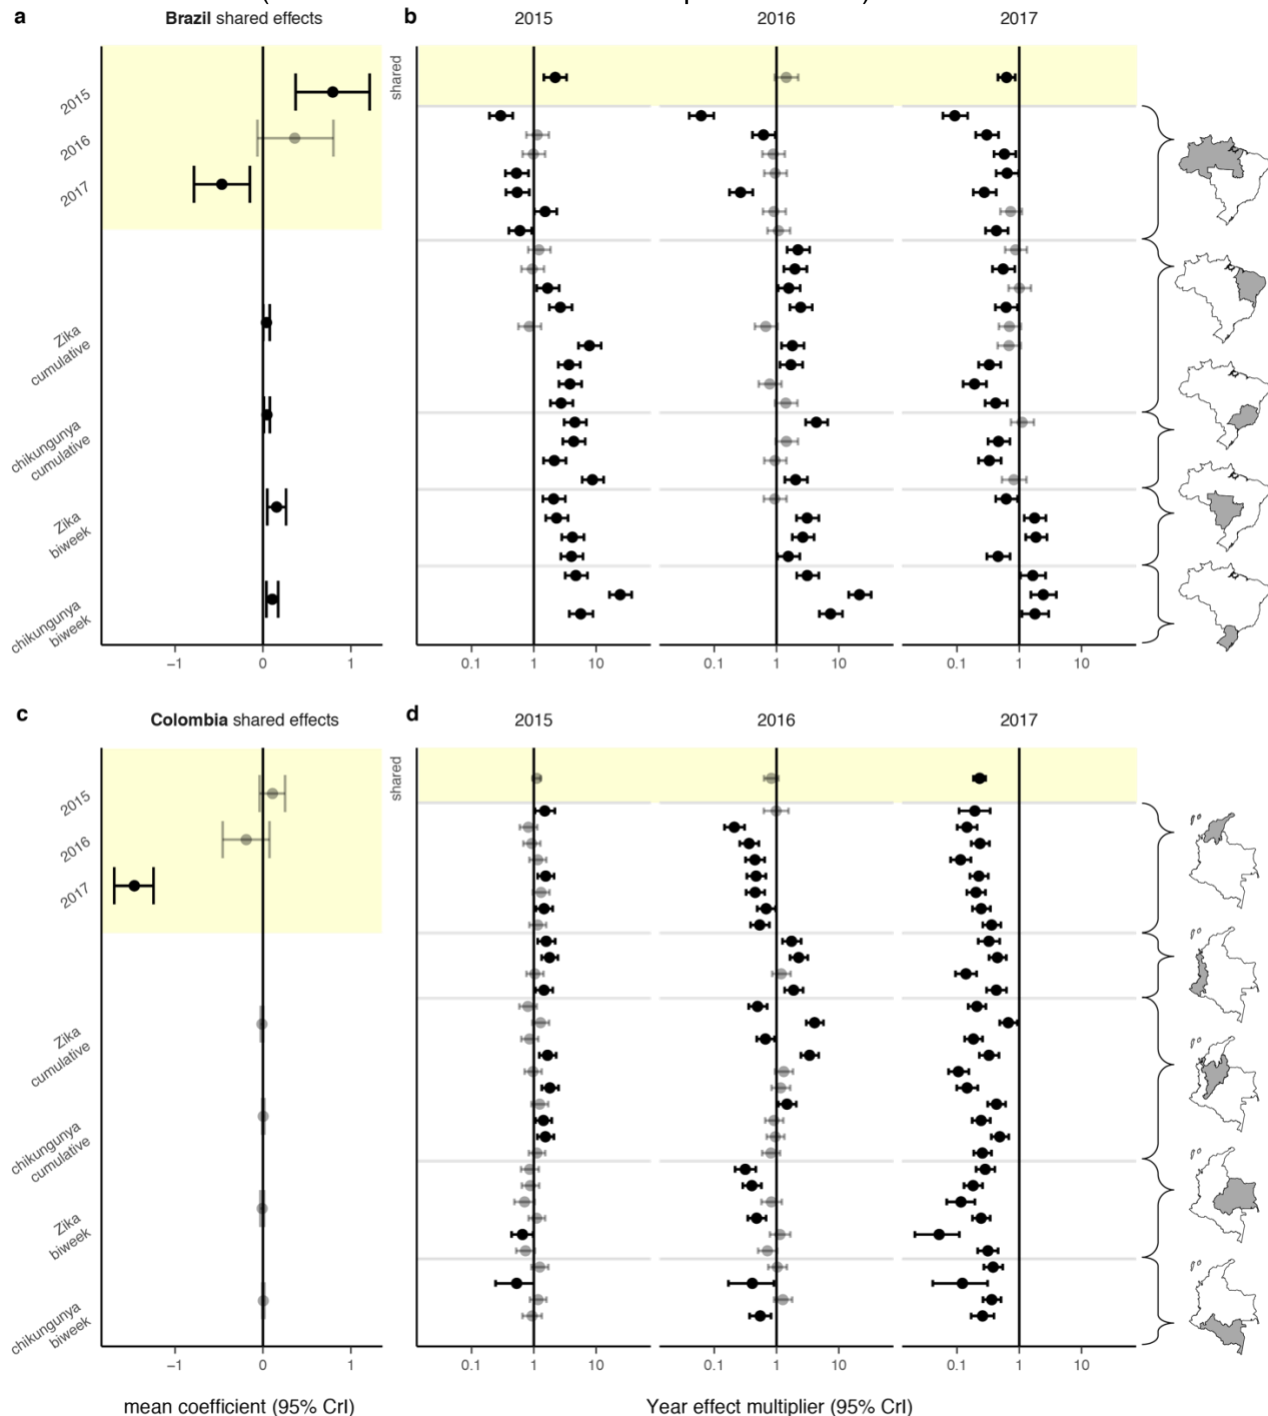 a
Brazil shared effects
b
2015
2016
2017
shared
2015
2016
2017
Zika
cumulative
chikungunya
cumulative
Zika
biweek
chikungunya
biweek
−1
0
1
0.1
1
10
0.1
1
10
0.1
1
10
c
Colombia shared effects
d
2015
2016
2017
shared
2015
2016
2017
Zika
cumulative
chikungunya
cumulative
Zika
biweek
chikungunya
biweek
−1
0
1
0.1
1
10
0.1
1
10
0.1
1
10
mean coefficient (95% CrI)
Year effect multiplier (95% CrI)